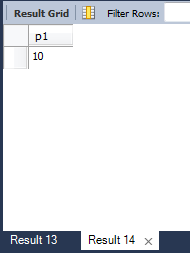 Result Grid Filter Rows:
p1
10
Result 13 Result 14 ×